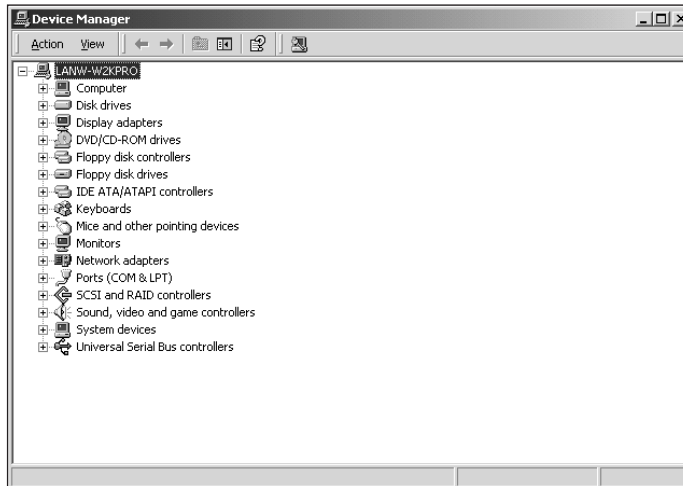 Device Manager
Action View
LANW-W2KPRO
Computer
Disk drives
Display adapters
DVD/CD-ROM drives
Floppy disk controllers
Floppy disk drives
IDE ATA/ATAPI controllers
Keyboards
Mice and other pointing devices
Monitors
Network adapters
Ports (COM & LPT)
SCSI and RAID controllers
Sound, video and game controllers
System devices
Universal Serial Bus controllers